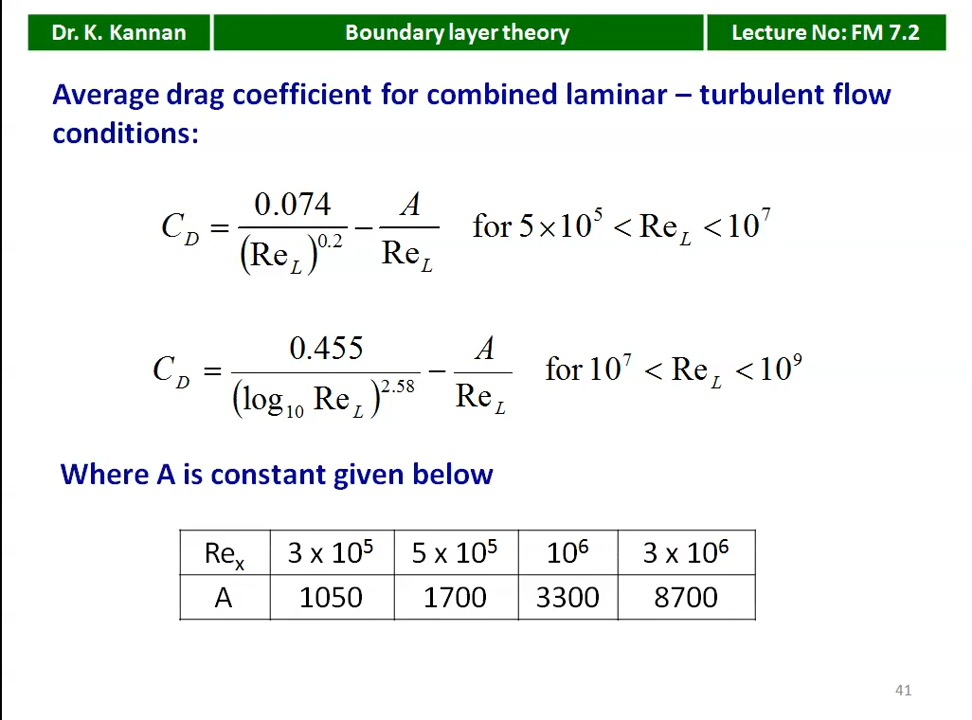 Dr. K. Kannan
Boundary layer theory
Lecture No: FM 7.2
Average drag coefficient for combined laminar – turbulent flow
conditions:
C_D = 0.074 / (Re_L)^0.2 − A / Re_L for 5×10^5 < Re_L < 10^7
C_D = 0.455 / (log_10 Re_L)^2.58 − A / Re_L for 10^7 < Re_L < 10^9
Where A is constant given below
Re_x 3 x 10^5 5 x 10^5 10^6 3 x 10^6
A 1050 1700 3300 8700
41